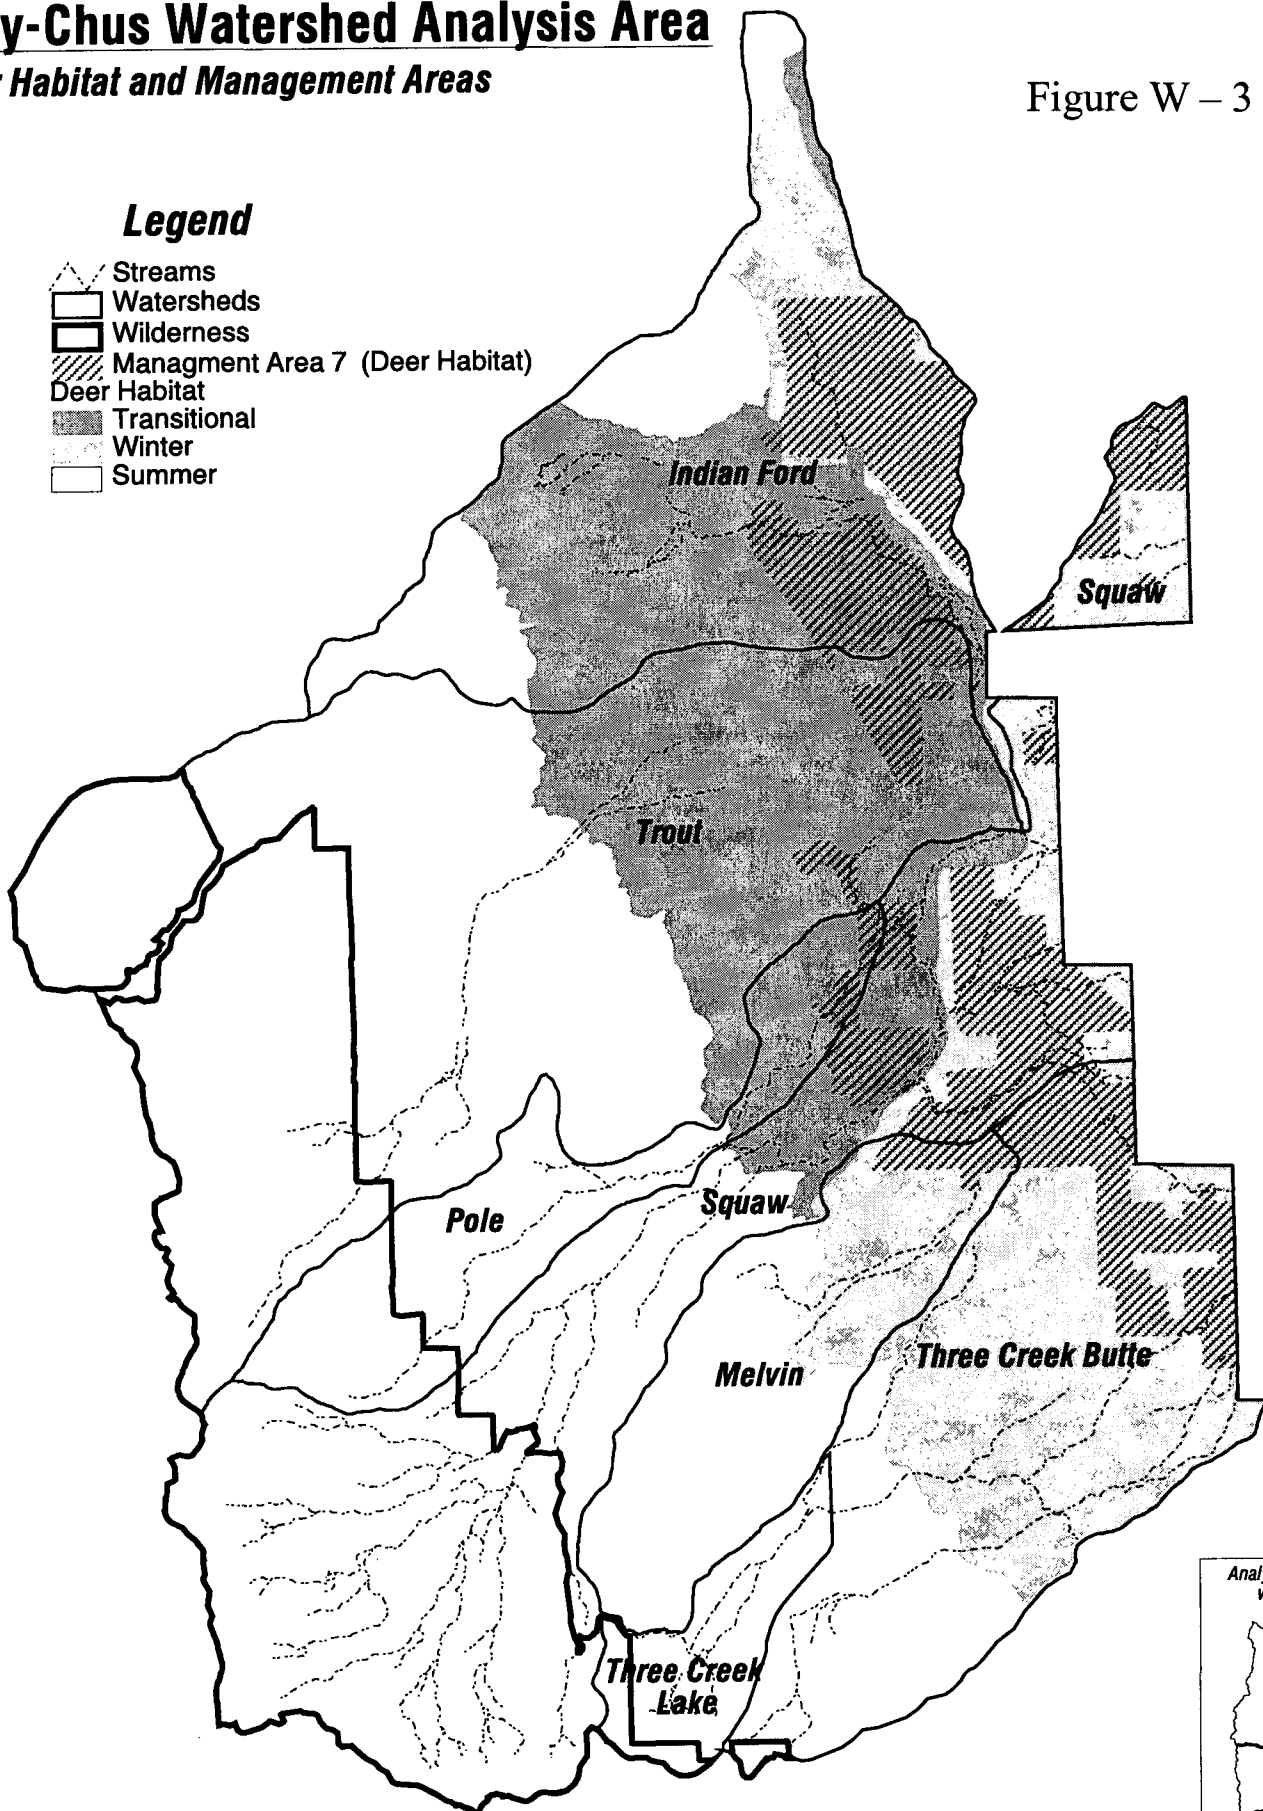 y-Chus Watershed Analysis Area
Habitat and Management Areas
Figure W – 3
Legend
Streams
Watersheds
Wilderness
Managment Area 7 (Deer Habitat)
Deer Habitat
Transitional
Winter
Summer
Indian Ford
Squaw
Trout
Pole
Squaw
Melvin
Three Creek Butte
Three Creek
Lake